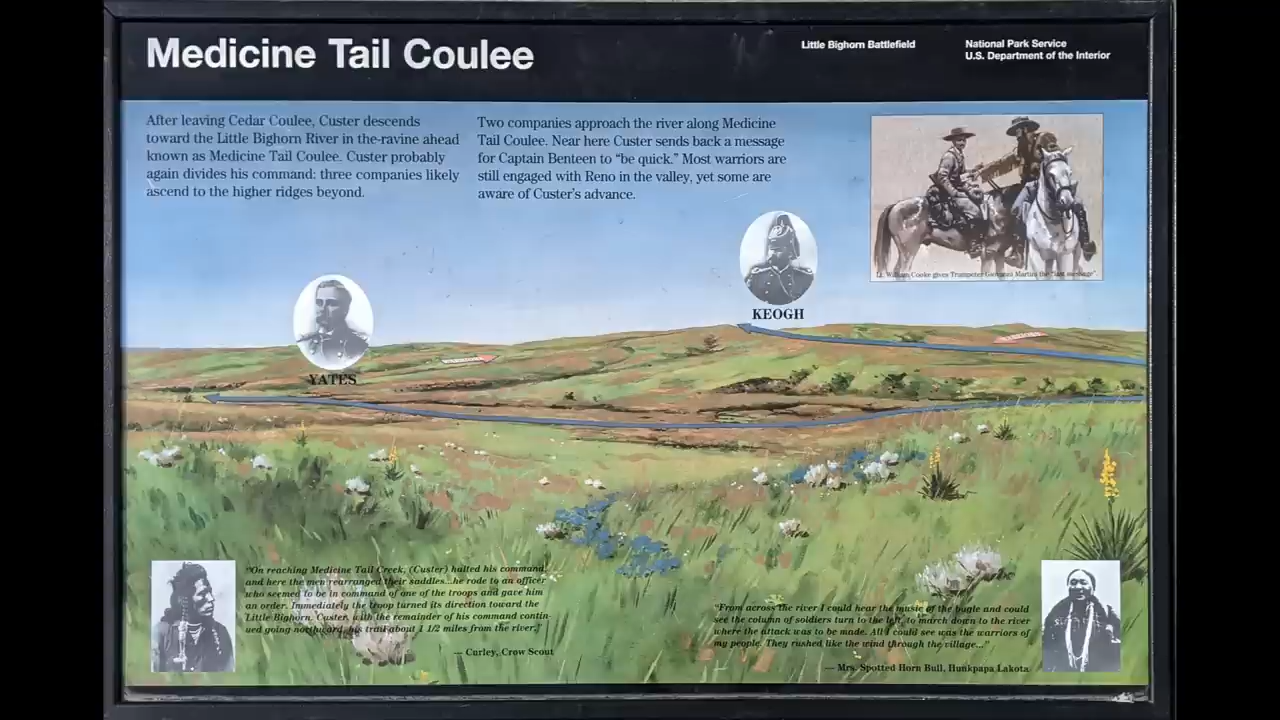 Medicine Tail Coulee
Little Bighorn Battlefield
National Park Service
U.S. Department of the Interior
After leaving Cedar Coulee, Custer descends
toward the Little Bighorn River in the ravine ahead
known as Medicine Tail Coulee. Custer probably
again divides his command: three companies likely
ascend to the higher ridges beyond.
Two companies approach the river along Medicine
Tail Coulee. Near here Custer sends back a message
for Captain Benteen to “be quick.” Most warriors are
still engaged with Reno in the valley, yet some are
aware of Custer’s advance.
Lt. William Cooke gives Trumpeter Giovanni Martini the “last message”.
KEOGH
YATES
“On reaching Medicine Tail Creek, (Custer) halted his command
and here the men rearranged their saddles...he rode to an officer
who seemed to be in command of one of the troops and gave him
an order. Immediately the troop turned its direction toward the
Little Bighorn. Custer, with the remainder of his command contin-
ued going northward, his trail about 1 1/2 miles from the river.”
— Curley, Crow Scout
“From across the river I could hear the music of the bugle and could
see the column of soldiers turn to the left, to march down to the river
where the attack was to be made. All I could see was the warriors of
my people. They rushed like the wind through the village...”
— Mrs. Spotted Horn Bull, Hunkpapa Lakota